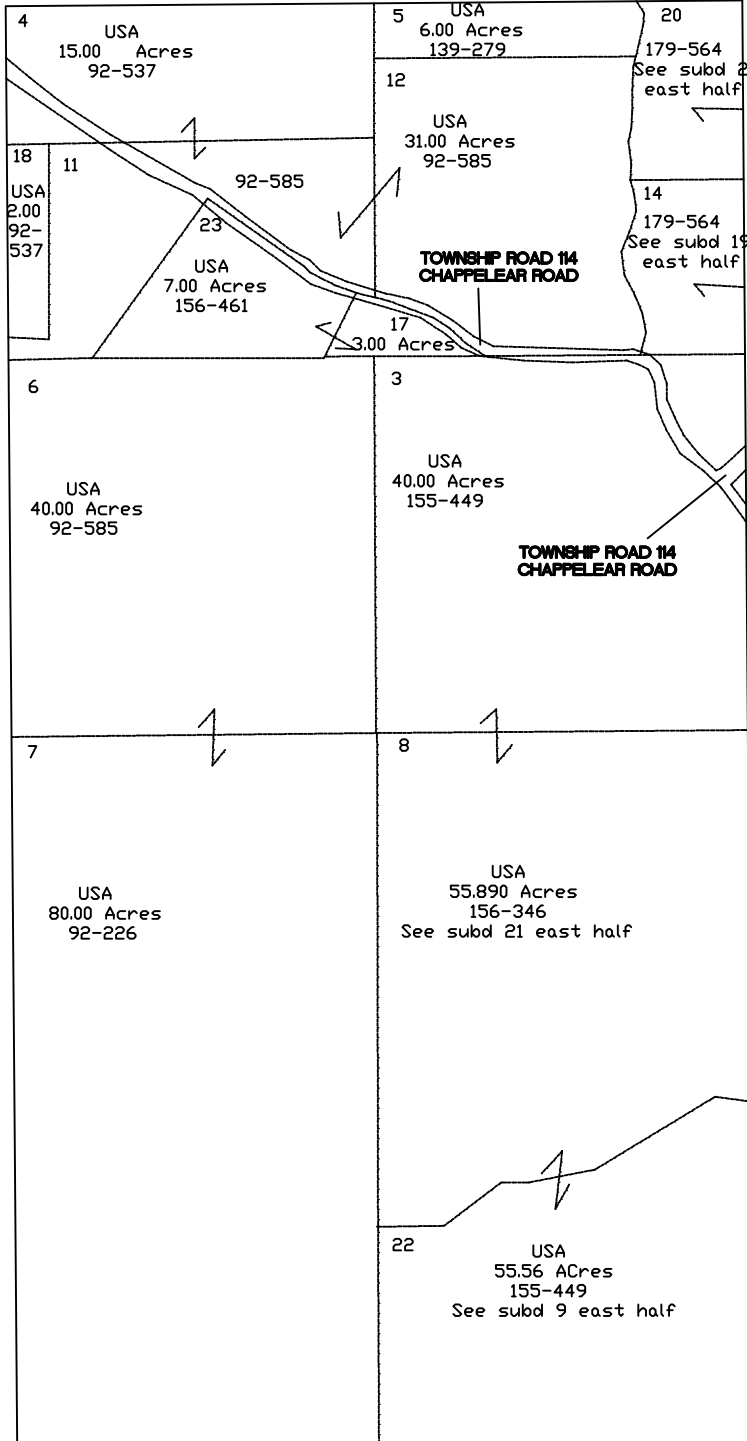 4
USA
15.00 Acres
92-537
5
USA
6.00 Acres
139-279
20
179-564
See subd 2
east half
12
USA
31.00 Acres
92-585
18
USA
2.00
92-
537
11
92-585
23
USA
7.00 Acres
156-461
14
179-564
See subd 19
east half
TOWNSHIP ROAD 114
CHAPPELEAR ROAD
17
3.00 Acres
6
USA
40.00 Acres
92-585
3
USA
40.00 Acres
155-449
TOWNSHIP ROAD 114
CHAPPELEAR ROAD
7
USA
80.00 Acres
92-226
8
USA
55.890 Acres
156-346
See subd 21 east half
22
USA
55.56 ACres
155-449
See subd 9 east half